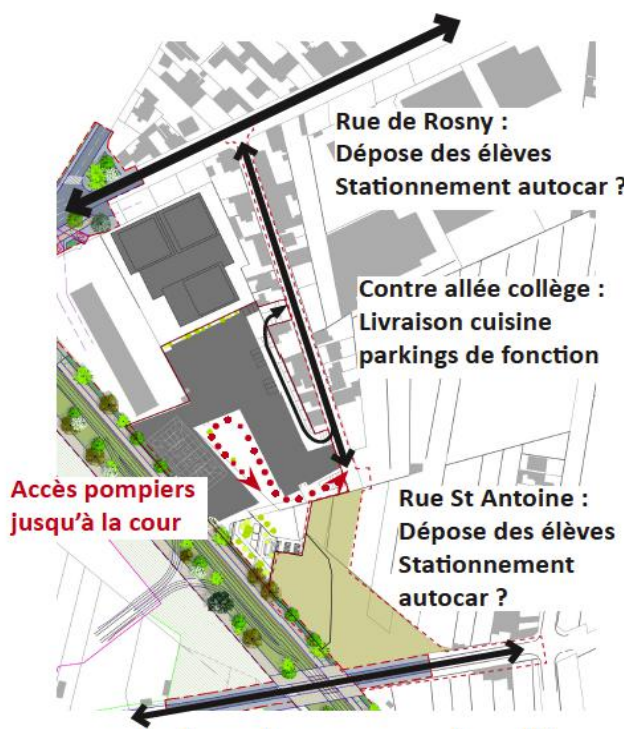 Rue de Rosny :
Dépose des élèves
Stationnement autocar ?
Contre allée collège :
Livraison cuisine
parkings de fonction
Accès pompiers
jusqu'à la cour
Rue St Antoine :
Dépose des élèves
Stationnement
autocar ?